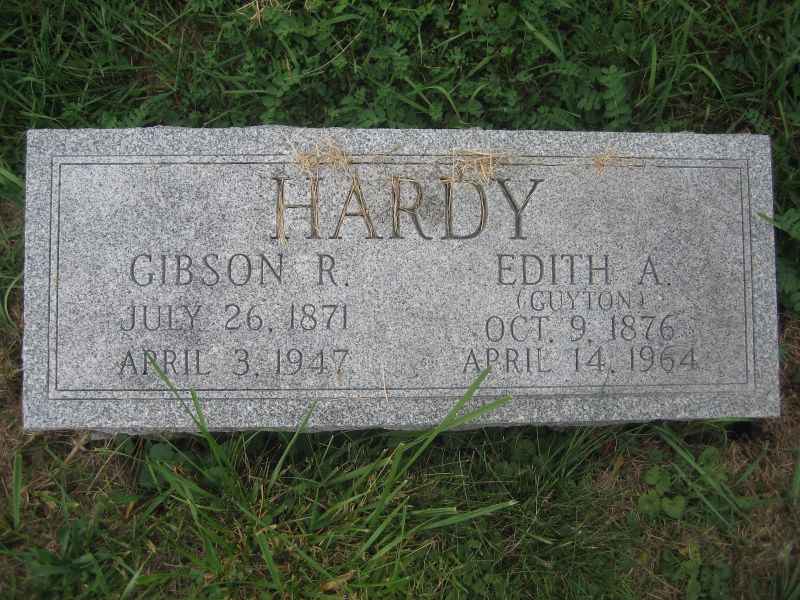 HARDY
GIBSON R.
JULY 26, 1871
APRIL 3, 1947
EDITH A.
(GUYTON)
OCT. 9, 1876
APRIL 14, 1964